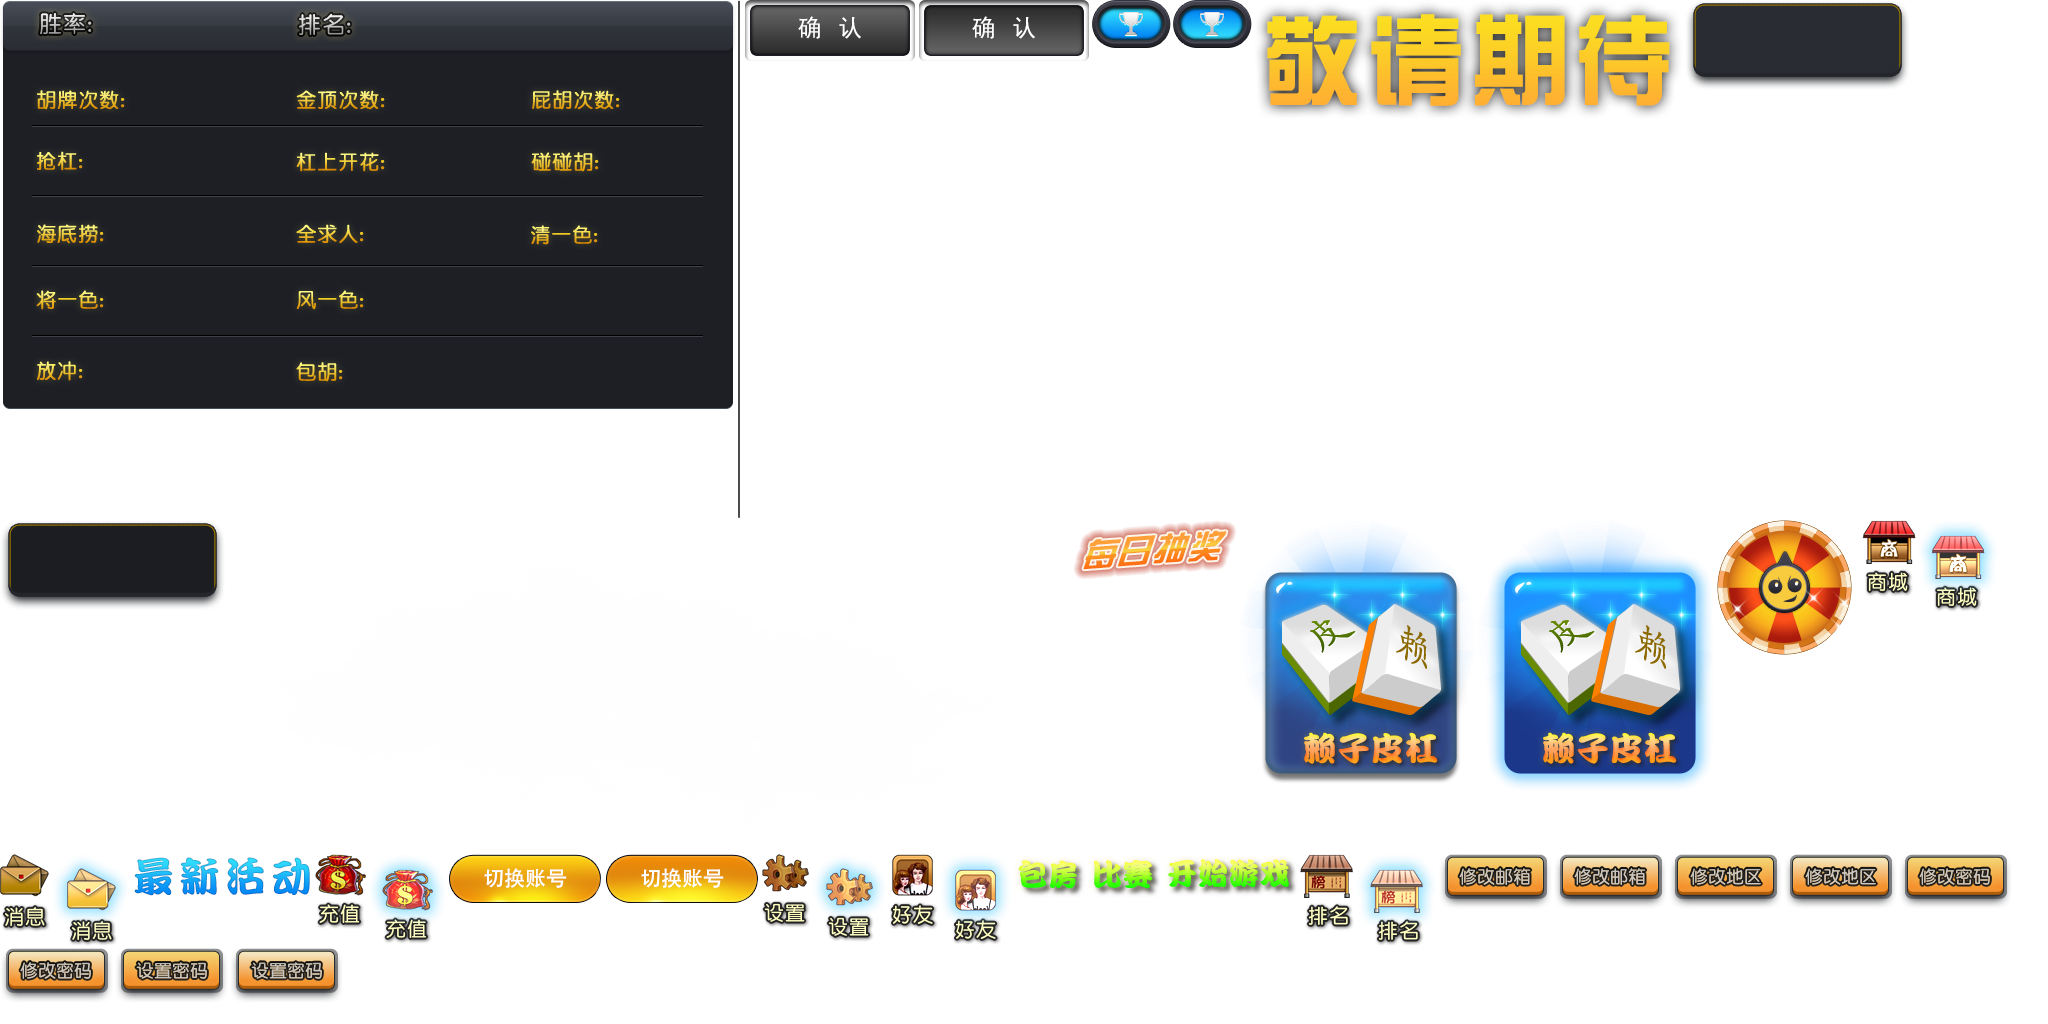 胜率: 排名:
确 认
确 认
敬请期待
胡牌次数: 金顶次数: 屁胡次数:
抢杠: 杠上开花: 碰碰胡:
海底捞: 全求人: 清一色:
将一色: 风一色:
放冲: 包胡:
每日抽奖
皮 赖
赖子皮杠
皮 赖
赖子皮杠
商
商城
商
商城
消息
消息
最新活动
$
充值
$
充值
切换账号
切换账号
设置
设置
好友
好友
包房 比赛 开始游戏
榜
排名
榜
排名
修改邮箱
修改邮箱
修改地区
修改地区
修改密码
修改密码
设置密码
设置密码